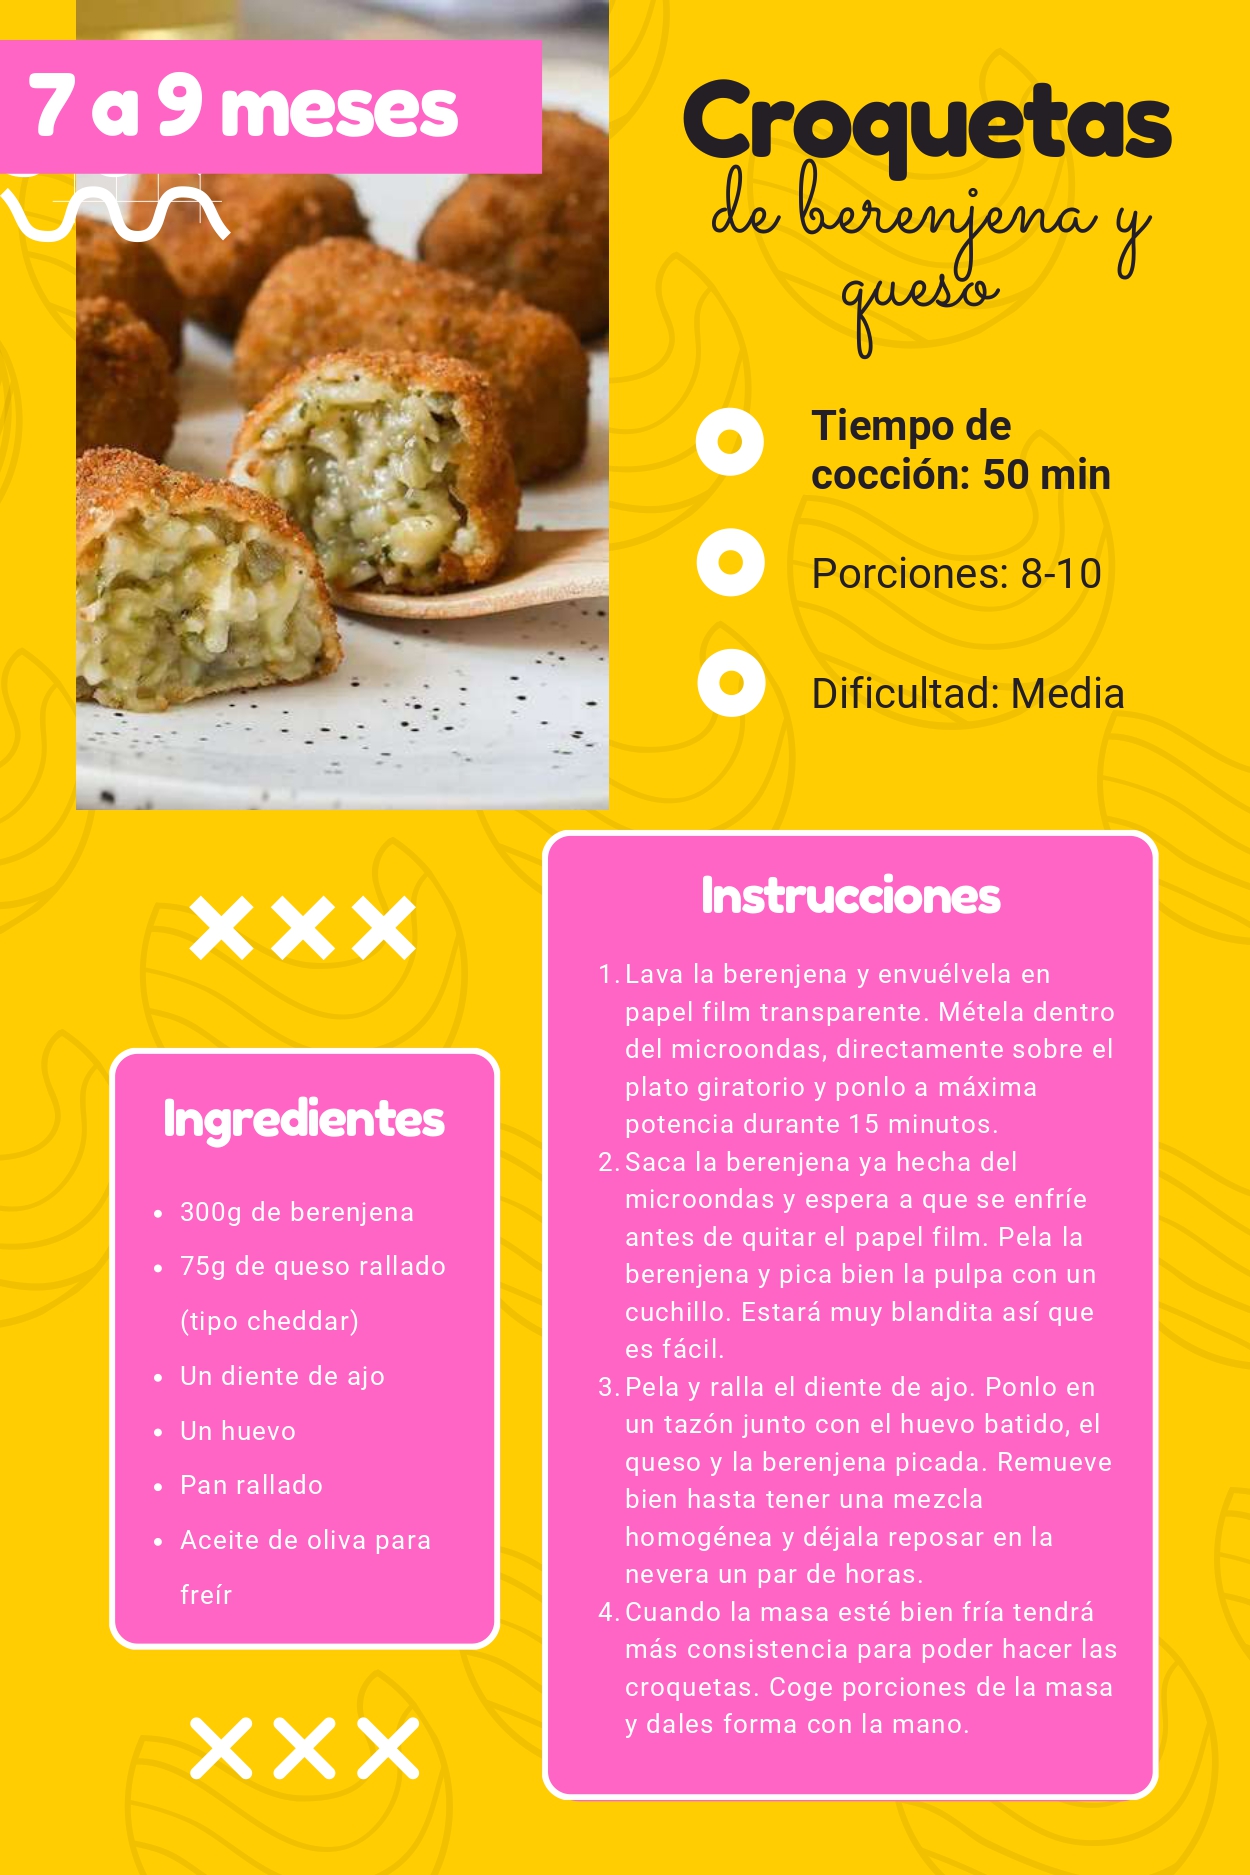 7 a 9 meses
Croquetas
de berenjena y
queso
Tiempo de
cocción: 50 min
Porciones: 8-10
Dificultad: Media
Ingredientes
• 300g de berenjena
• 75g de queso rallado
(tipo cheddar)
• Un diente de ajo
• Un huevo
• Pan rallado
• Aceite de oliva para
freír
Instrucciones
1. Lava la berenjena y envuélvela en
papel film transparente. Métela dentro
del microondas, directamente sobre el
plato giratorio y ponlo a máxima
potencia durante 15 minutos.
2. Saca la berenjena ya hecha del
microondas y espera a que se enfríe
antes de quitar el papel film. Pela la
berenjena y pica bien la pulpa con un
cuchillo. Estará muy blandita así que
es fácil.
3. Pela y ralla el diente de ajo. Ponlo en
un tazón junto con el huevo batido, el
queso y la berenjena picada. Remueve
bien hasta tener una mezcla
homogénea y déjala reposar en la
nevera un par de horas.
4. Cuando la masa esté bien fría tendrá
más consistencia para poder hacer las
croquetas. Coge porciones de la masa
y dales forma con la mano.